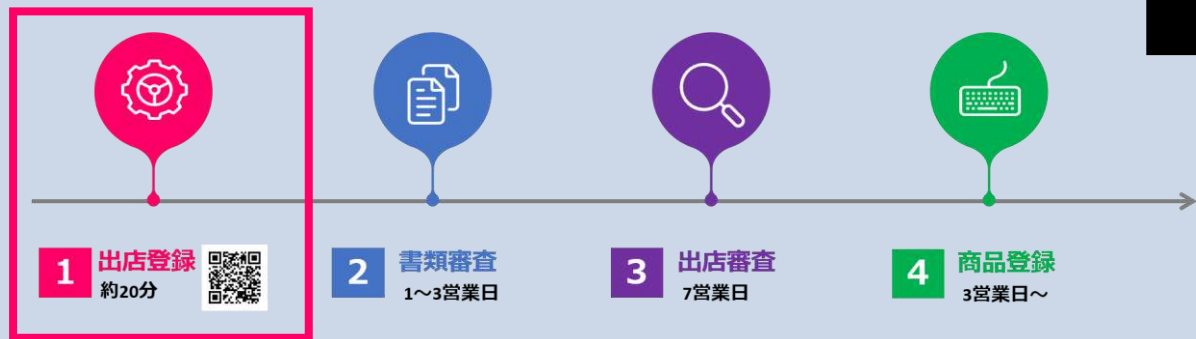 1
出店登録
約20分
2
書類審査
1～3営業日
3
出店審査
7営業日
4
商品登録
3営業日～